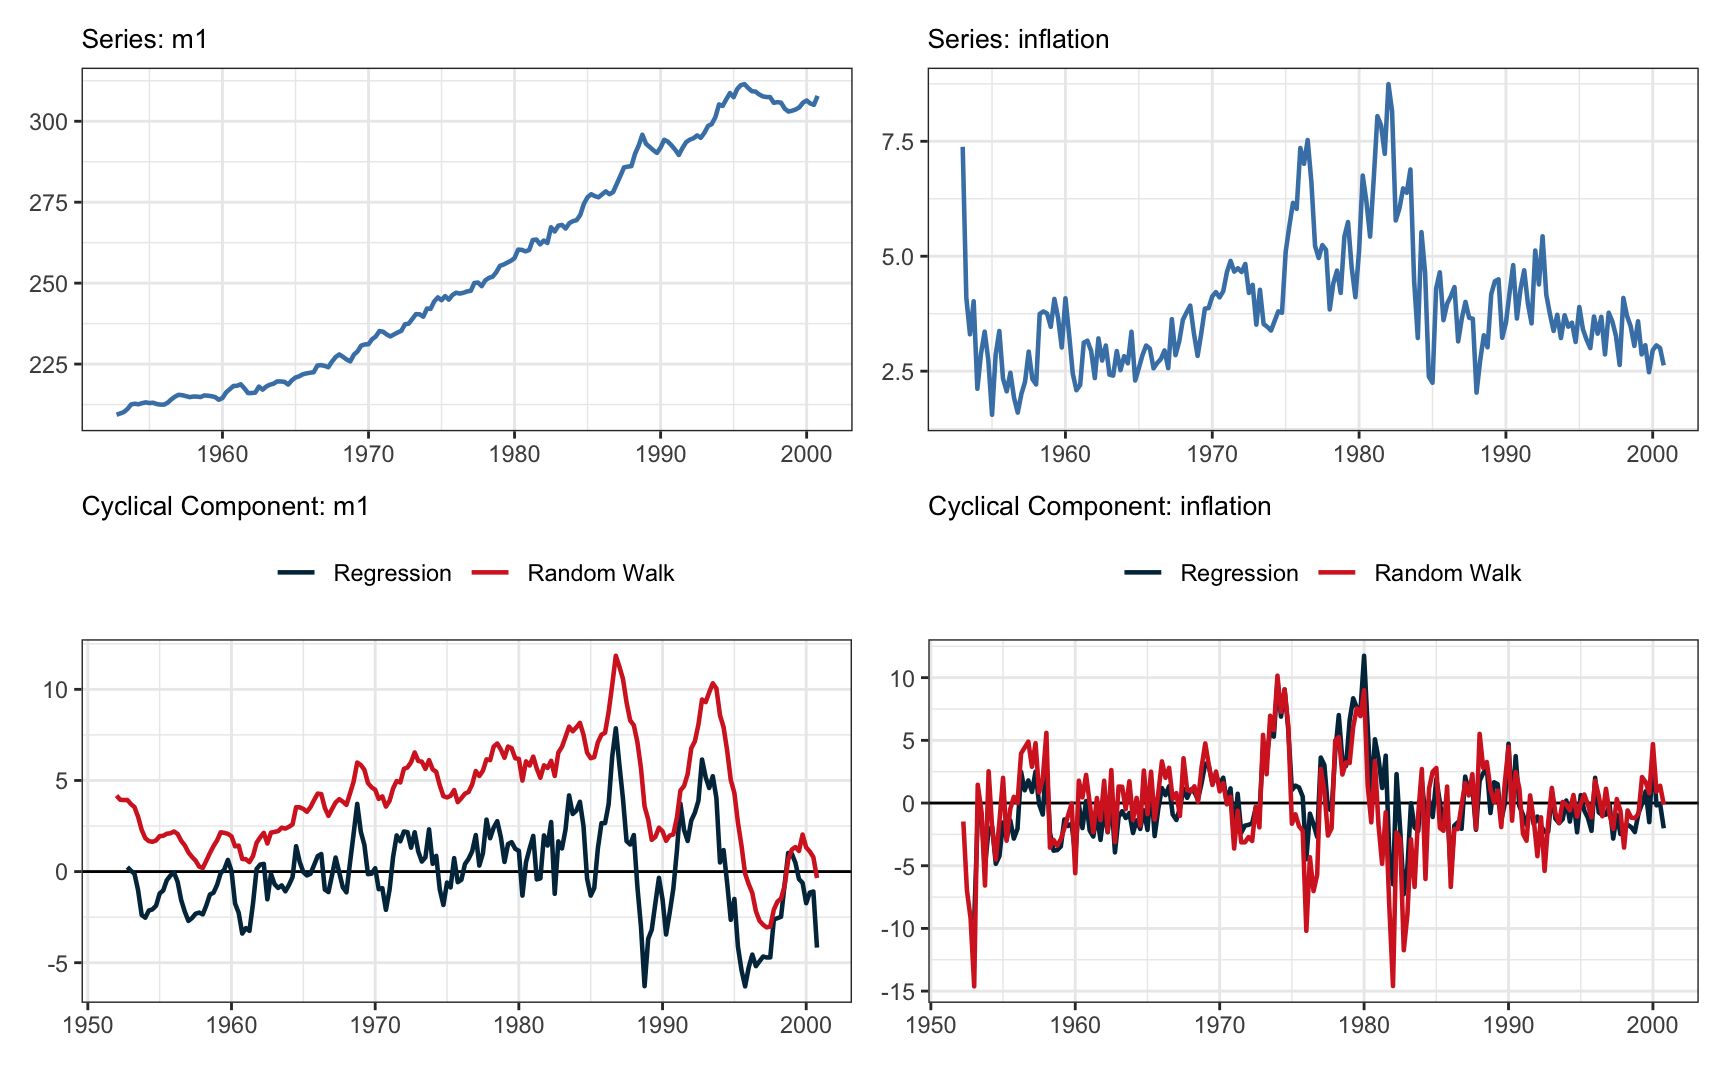 Series: m1
300
275
250
225
1960 1970 1980 1990 2000
Series: inflation
7.5
5.0
2.5
1960 1970 1980 1990 2000
Cyclical Component: m1
Regression Random Walk
10
5
0
-5
1950 1960 1970 1980 1990 2000
Cyclical Component: inflation
Regression Random Walk
10
5
0
-5
-10
-15
1950 1960 1970 1980 1990 2000